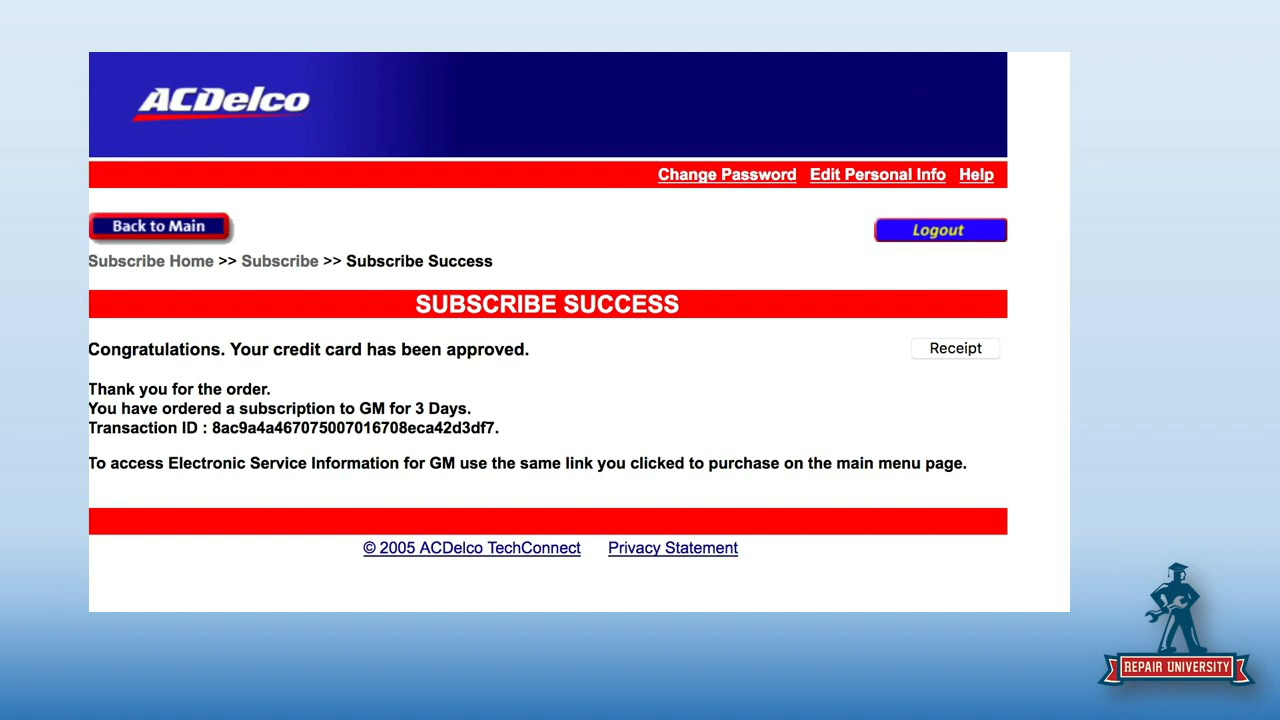 ACDelco
Change Password Edit Personal Info Help
Back to Main
Logout
Subscribe Home >> Subscribe >> Subscribe Success
SUBSCRIBE SUCCESS
Congratulations. Your credit card has been approved.
Receipt
Thank you for the order.
You have ordered a subscription to GM for 3 Days.
Transaction ID : 8ac9a4a467075007016708eca42d3df7.
To access Electronic Service Information for GM use the same link you clicked to purchase on the main menu page.
© 2005 ACDelco TechConnect Privacy Statement
REPAIR UNIVERSITY